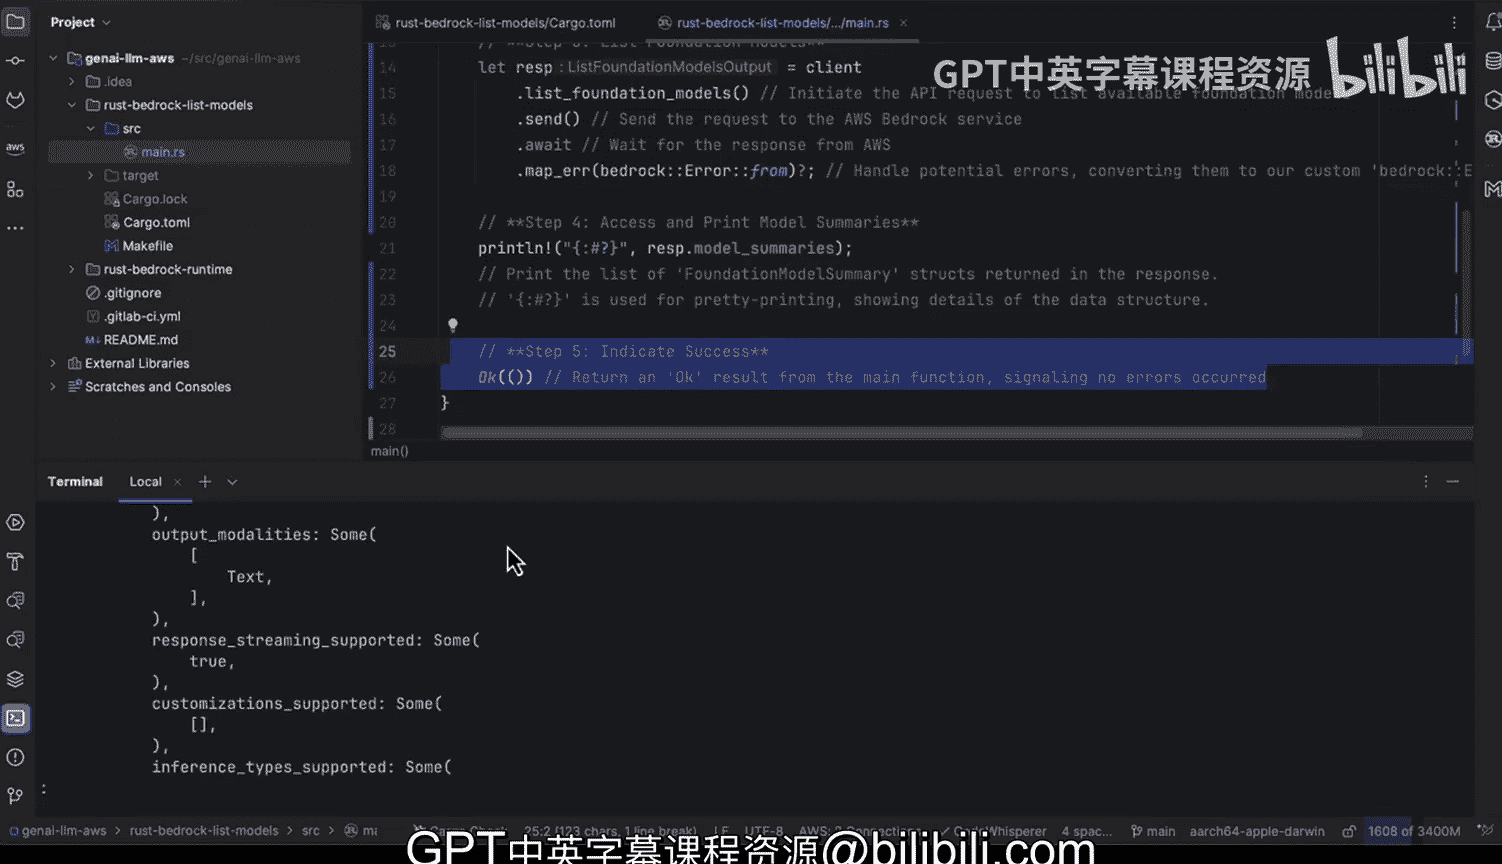 Project
genai-llm-aws ~/src/genai-llm-aws
.idea
rust-bedrock-list-models
src
main.rs
target
Cargo.lock
Cargo.toml
Makefile
rust-bedrock-runtime
.gitignore
.gitlab-ci.yml
README.md
External Libraries
Scratches and Consoles
aws
rust-bedrock-list-models/Cargo.toml
rust-bedrock-list-models/.../main.rs
GPT中英字幕课程资源 bilibili
14 let resp : ListFoundationModelsOutput = client
15 .list_foundation_models() // Initiate the API request to list available foundation
16 .send() // Send the request to the AWS Bedrock service
17 .await // Wait for the response from AWS
18 .map_err(bedrock::Error::from)?; // Handle potential errors, converting them to our custom 'bedrock::E
19
20 // **Step 4: Access and Print Model Summaries**
21 println!("{:#?}", resp.model_summaries);
22 // Print the list of 'FoundationModelSummary' structs returned in the response.
23 // '{:#?}' is used for pretty-printing, showing details of the data structure.
24
25 // **Step 5: Indicate Success**
26 Ok(()) // Return an 'Ok' result from the main function, signaling no errors occurred
27 }
28
main()
Terminal Local
),
output_modalities: Some(
[
Text,
],
),
response_streaming_supported: Some(
true,
),
customizations_supported: Some(
[],
),
inference_types_supported: Some(
:
genai-llm-aws > rust-bedrock-list-models > src > ma 25:2 (123 chars, 1 line break) LF UTF-8 AWS: CodeWhisperer 4 spac... main aarch64-apple-darwin 1608 of 3400M
GPT中英字幕课程资源@bilibili.com